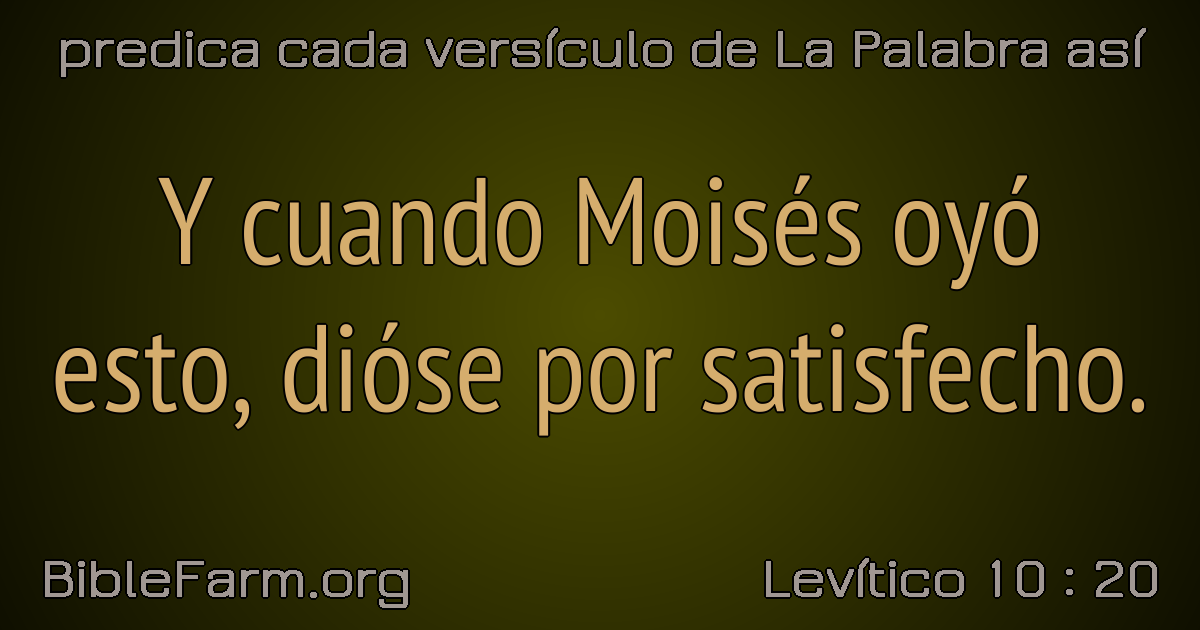 predica cada versículo de La Palabra así
Y cuando Moisés oyó
esto, dióse por satisfecho.
BibleFarm.org
Levítico 10 : 20